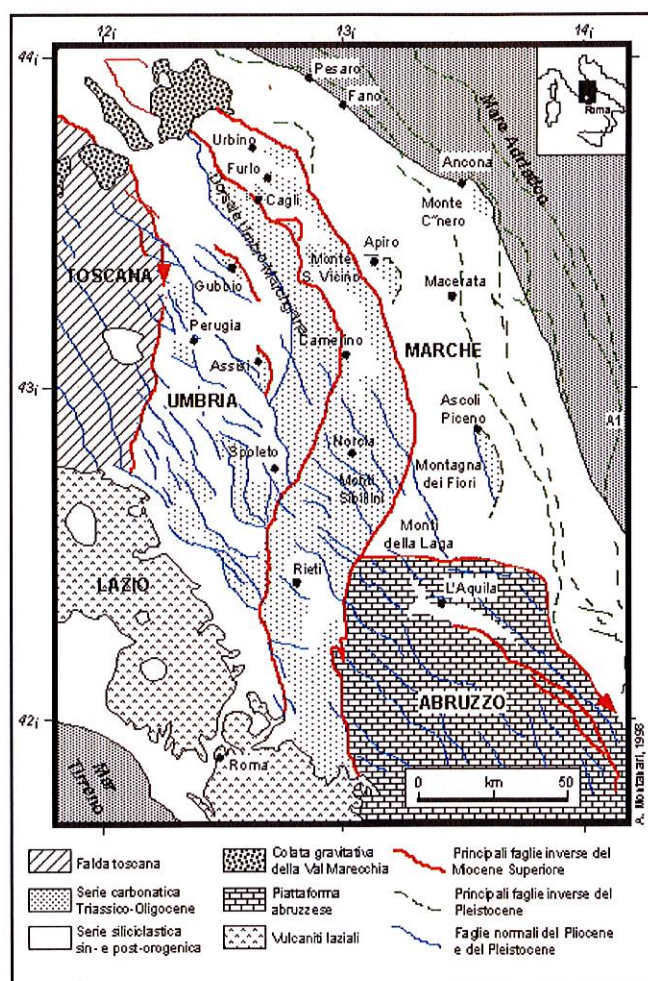 12¡
13¡
14¡
44¡
Pesaro
Fano
Roma
Mare Adriatico
Urbino
Furlo
Cagli
Ancona
Monte
C˜nero
Dorsale Umbro-Marchigiana
TOSCANA
Gubbio
Monte
S. Vicino
Apiro
Macerata
Perugia
Camerino
MARCHE
43¡
Assisi
UMBRIA
Ascoli
Piceno
A1
Spoleto
Norcia
Monti
Sibillini
Montagna
dei Fiori
Monti
della Laga
LAZIO
Rieti
L'Aquila
42¡
ABRUZZO
Roma
Mar
Tirreno
0
50
km
A. Montanari, 1998
Falda toscana
Colata gravitativa
della Val Marecchia
Principali faglie inverse del
Miocene Superiore
Serie carbonatica
Triassico-Oligocene
Piattaforma
abruzzese
Principali faglie inverse del
Pleistocene
Serie siliciclastica
sin- e post-orogenica
Vulcaniti laziali
Faglie normali del Pliocene
e del Pleistocene